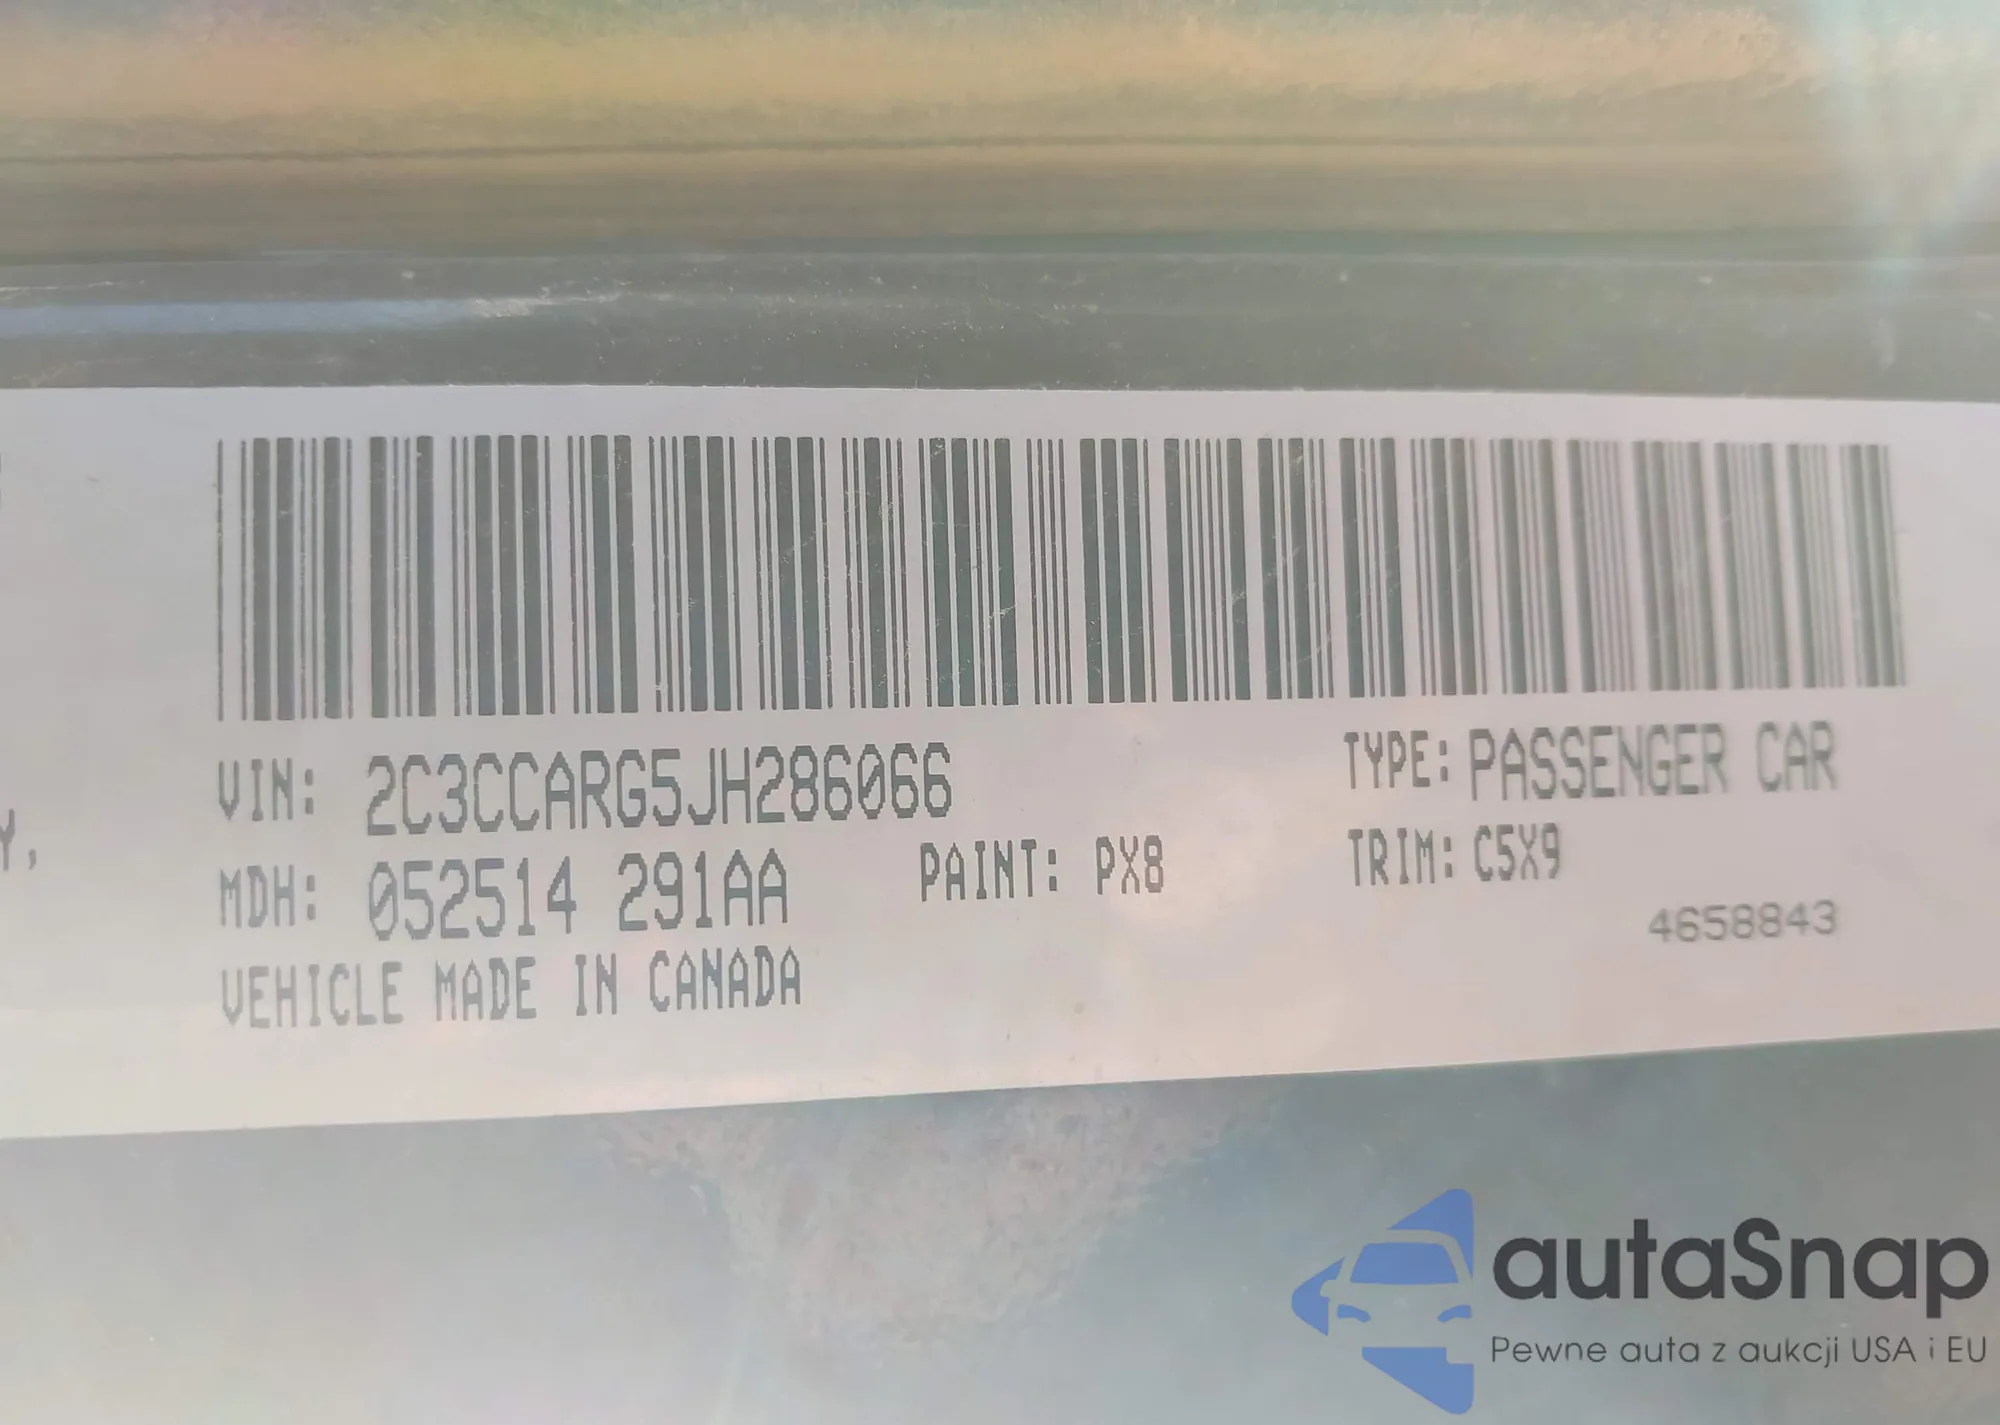 VIN: 2C3CCARG5JH286066
TYPE: PASSENGER CAR
MDH: 052514 291AA
PAINT: PX8
TRIM: C5X9
4658843
VEHICLE MADE IN CANADA
Y,
autaSnap
Pewne auta z aukcji USA i EU